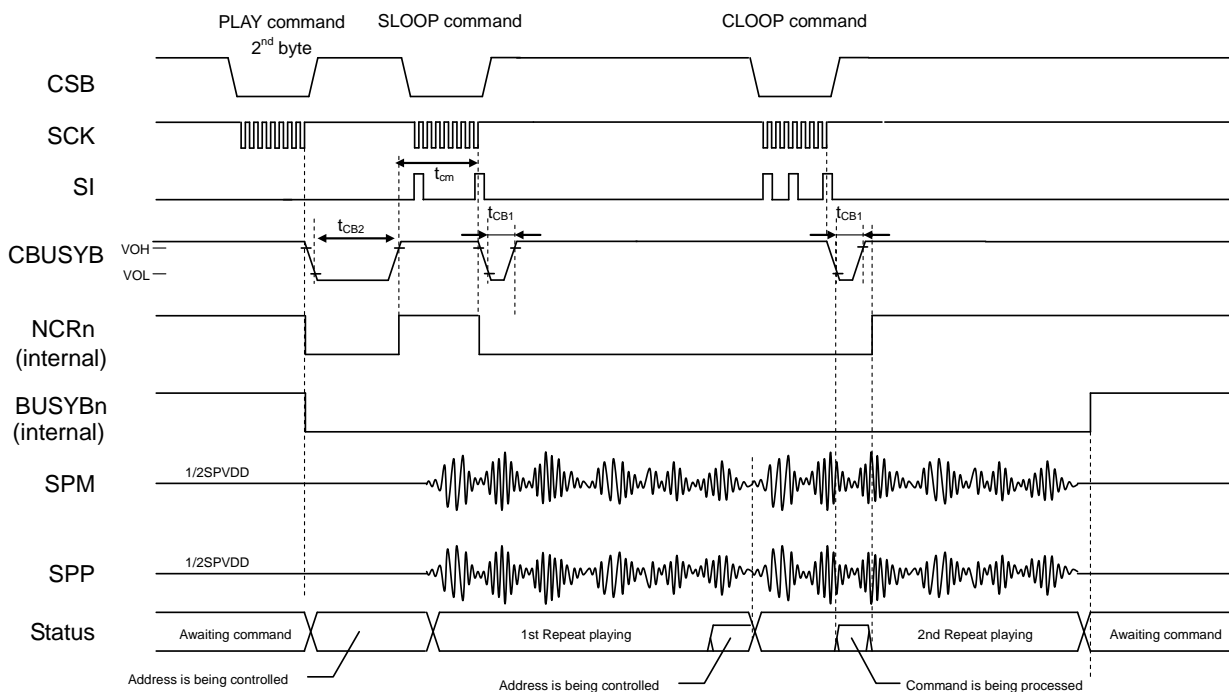 PLAY command
2nd byte
SLOOP command
CLOOP command
CSB
SCK
tcm
SI
tCB2
tCB1
tCB1
VOH
CBUSYB
VOL
NCRn
(internal)
BUSYBn
(internal)
1/2SPVDD
SPM
1/2SPVDD
SPP
Status
Awaiting command
1st Repeat playing
2nd Repeat playing
Awaiting command
Address is being controlled
Address is being controlled
Command is being processed